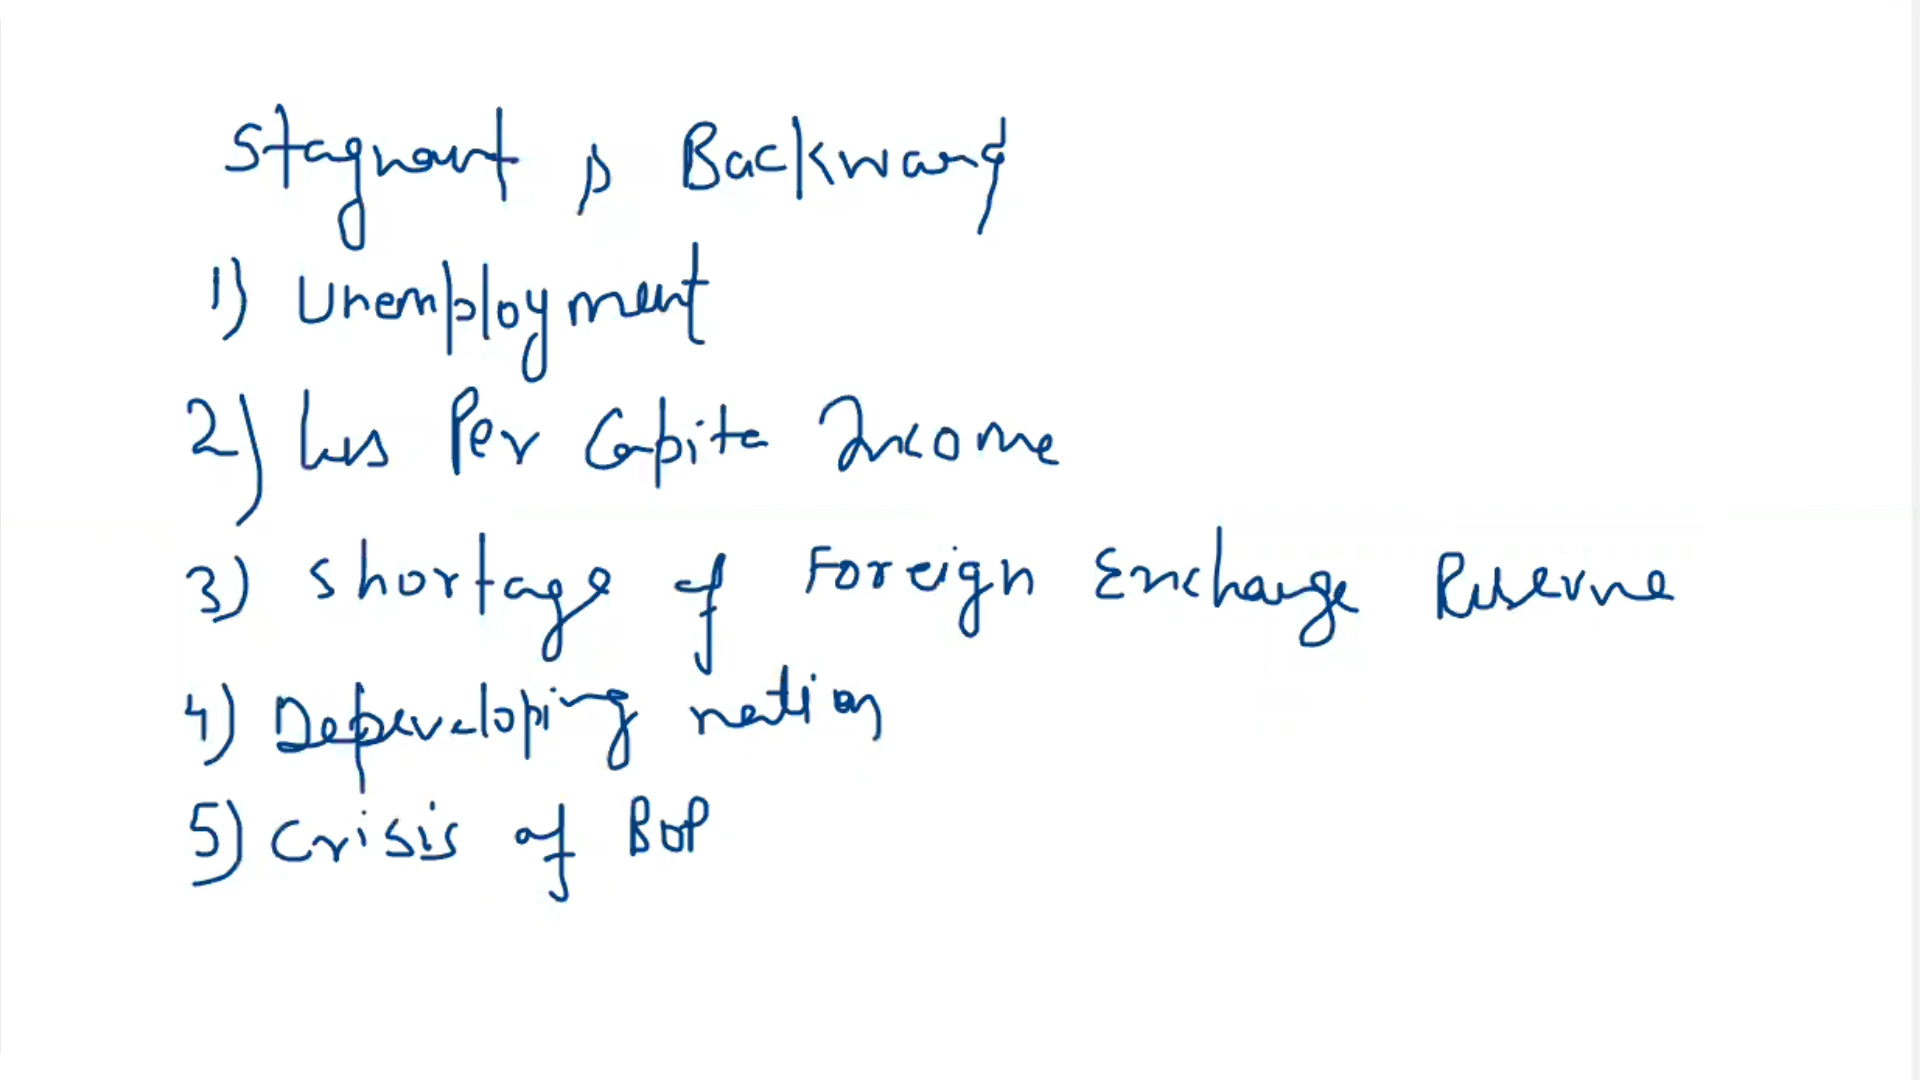 Stagnant , Backward
1) Unemployment
2) Less Per Capita Income
3) Shortage of Foreign Exchange Reserve
4) Developing nation
5) Crisis of BOP